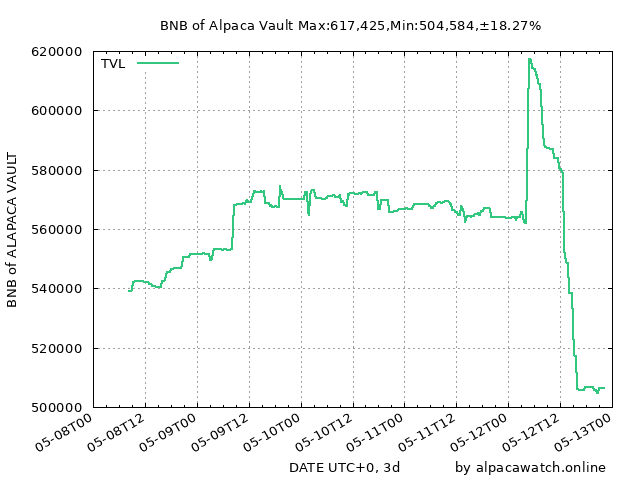 BNB of Alpaca Vault Max:617,425,Min:504,584,±18.27%
TVL
620000
600000
580000
560000
540000
520000
500000
BNB of ALAPACA VAULT
05-08T00
05-08T12
05-09T00
05-09T12
05-10T00
05-10T12
05-11T00
05-11T12
05-12T00
05-12T12
05-13T00
DATE UTC+0, 3d
by alpacawatch.online